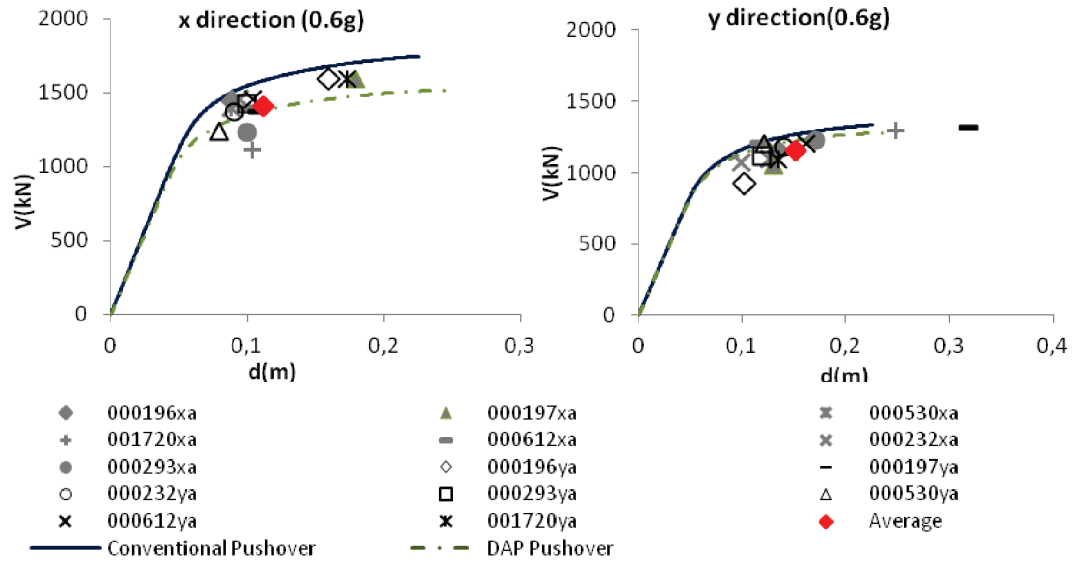 x direction (0.6g)
2000
1500
1000
500
0
V(kN)
0
0,1
0,2
0,3
d(m)
y direction(0.6g)
2000
1500
1000
500
0
V(kN)
0
0,1
0,2
0,3
0,4
d(m)
000196xa 000197xa 000530xa
001720xa 000612xa 000232xa
000293xa 000196ya 000197ya
000232ya 000293ya 000530ya
000612ya 001720ya Average
Conventional Pushover DAP Pushover